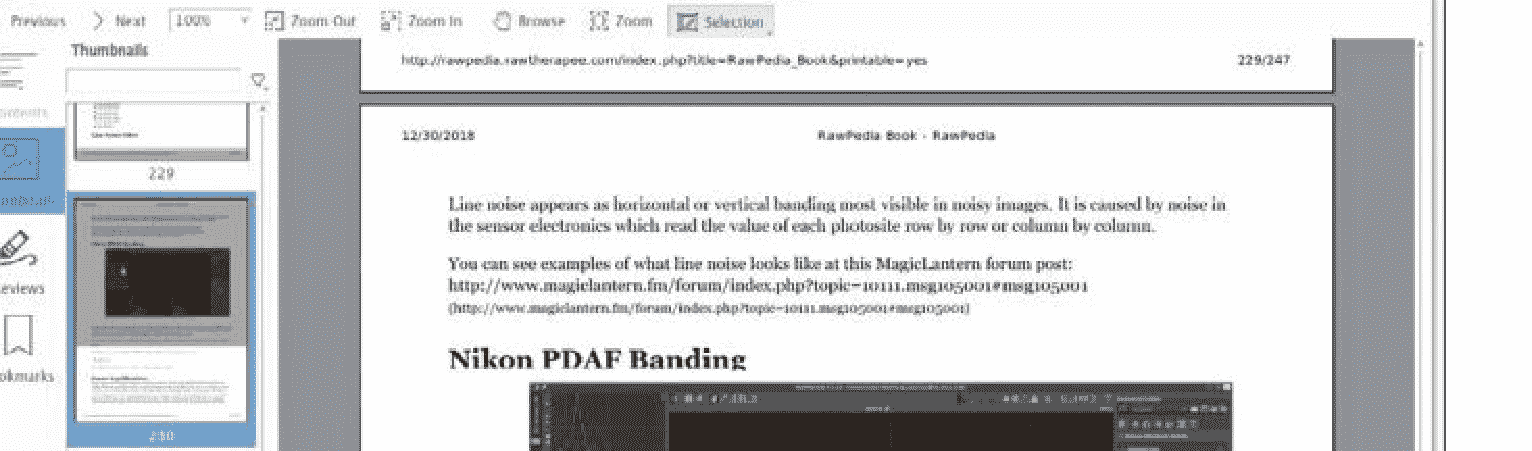 Previous
Next
100%
Zoom Out
Zoom In
Browse
Zoom
Selection
Thumbnails
229
230
eviews
okmarks
http://rawpedia.rawtherapee.com/index.php?title=RawPedia_Book&printable=yes
229/247
12/30/2018
RawPedia Book - RawPedia
Line noise appears as horizontal or vertical banding most visible in noisy images. It is caused by noise in
the sensor electronics which read the value of each photosite row by row or column by column.
You can see examples of what line noise looks like at this MagicLantern forum post:
http://www.magiclantern.fm/forum/index.php?topic=10111.msg105001#msg105001
(http://www.magiclantern.fm/forum/index.php?topic=10111.msg105001#msg105001)
Nikon PDAF Banding